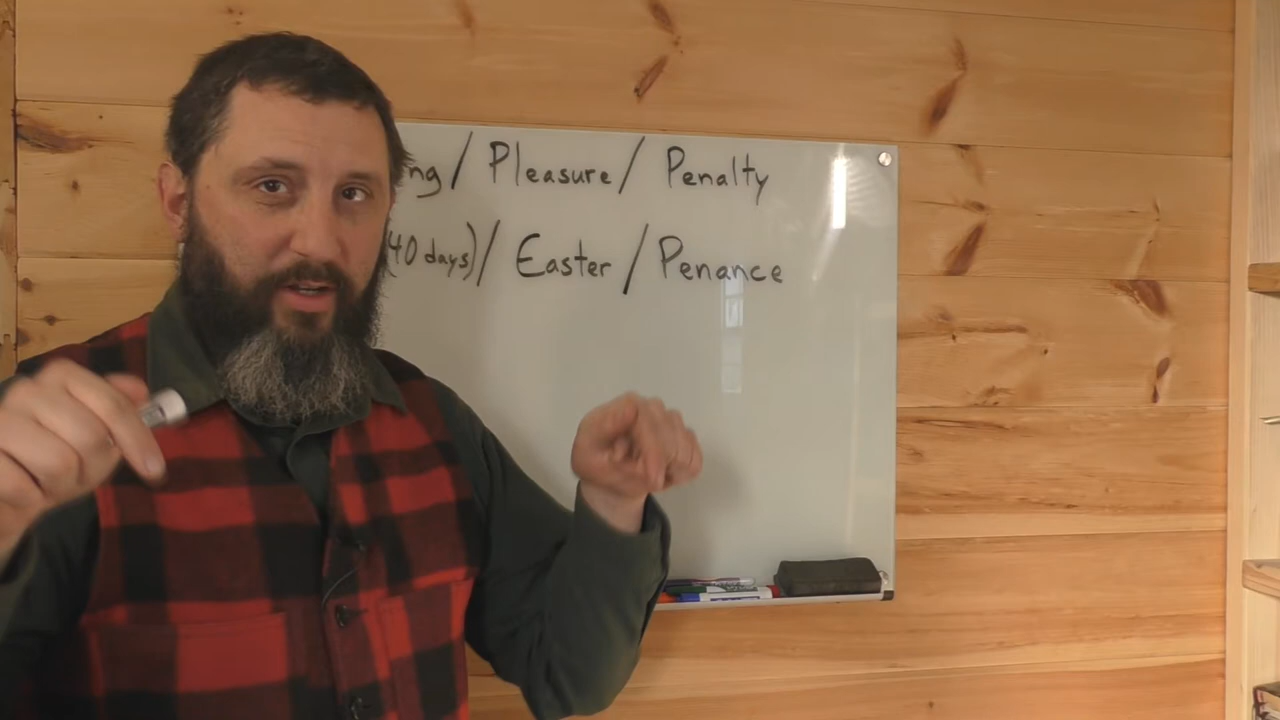 ng / Pleasure / Penalty
(40 days) / Easter / Penance